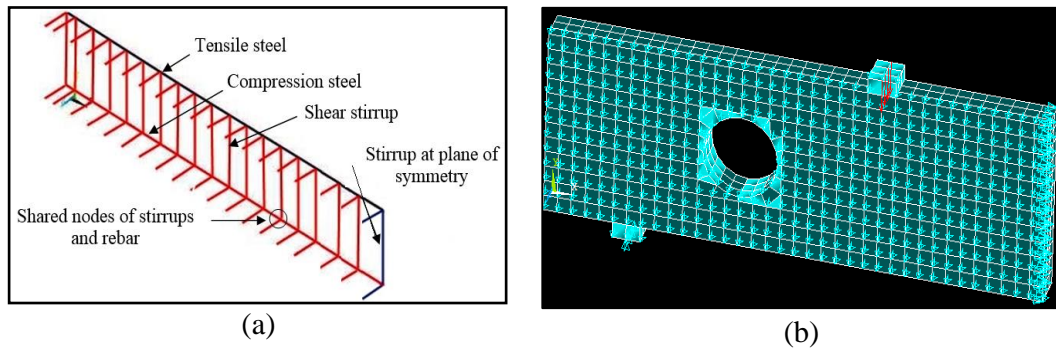 Tensile steel
Compression steel
Shear stirrup
Stirrup at plane of
symmetry
Shared nodes of stirrups
and rebar
(a)
(b)